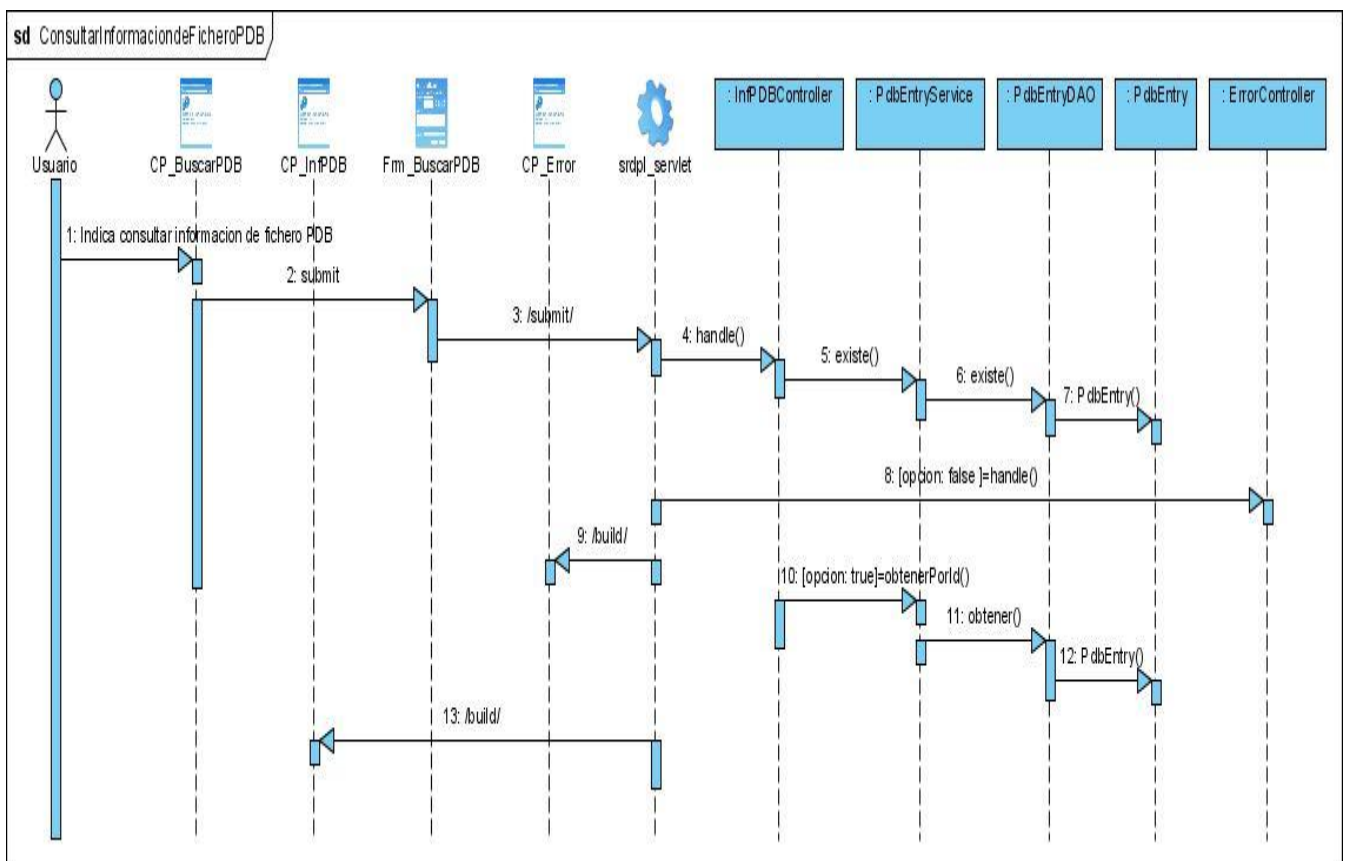 sd ConsultarInformaciondeFicheroPDB
Usuario
CP_BuscarPDB
CP_InfPDB
Frm_BuscarPDB
CP_Error
srdpl_servlet
: InfPDBController
: PdbEntryService
: PdbEntryDAO
: PdbEntry
: ErrorController
1: Indica consultar informacion de fichero PDB
2: submit
3: /submit/
4: handle()
5: existe()
6: existe()
7: PdbEntry()
8: [opcion: false ]=handle()
9: /build/
10: [opcion: true]=obtenerPorId()
11: obtener()
12: PdbEntry()
13: /build/